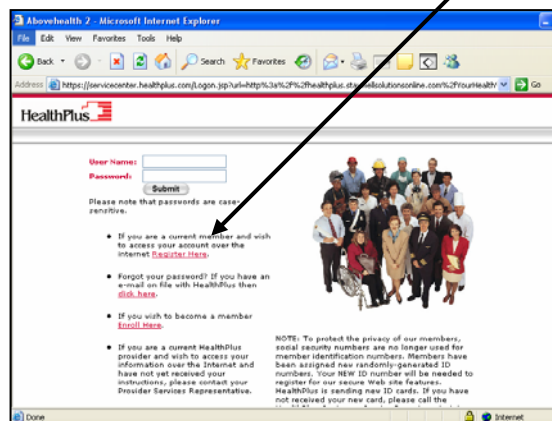 Abovehealth 2 - Microsoft Internet Explorer
File Edit View Favorites Tools Help
Back Search Favorites
Address https://servicecenter.healthplus.com/Logon.jsp?url=http%3a%2F%2fhealthplus.sta wellsolutionsonline.com%2fYourHealthY Go
HealthPlus
User Name:
Password:
Submit
Please note that passwords are case-
sensitive.
If you are a current member and wish
to access your account over the
internet Register Here.
Forgot your password? If you have an
e-mail on file with HealthPlus then
click here.
If you wish to become a member
Enroll Here.
If you are a current HealthPlus
provider and wish to access your
information over the Internet and
have not yet received your
instructions, please contact your
Provider Services Representative.
NOTE: To protect the privacy of our members,
social security numbers are no longer used for
member identification numbers. Members have
been assigned new randomly-generated ID
numbers. Your NEW ID number will be needed to
register for our secure Web site features.
HealthPlus is sending new ID cards. If you have
not received your new card, please call the
Done Internet